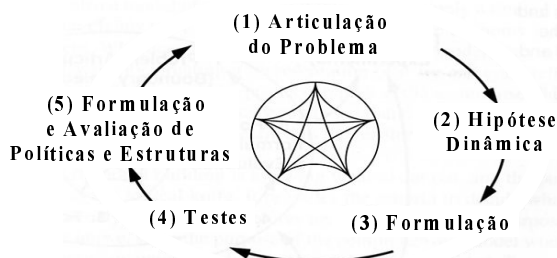 (1) Articulação
do Problema
(2) Hipótese
Dinâmica
(3) Formulação
(4) Testes
(5) Formulação
e Avaliação de
Políticas e Estruturas